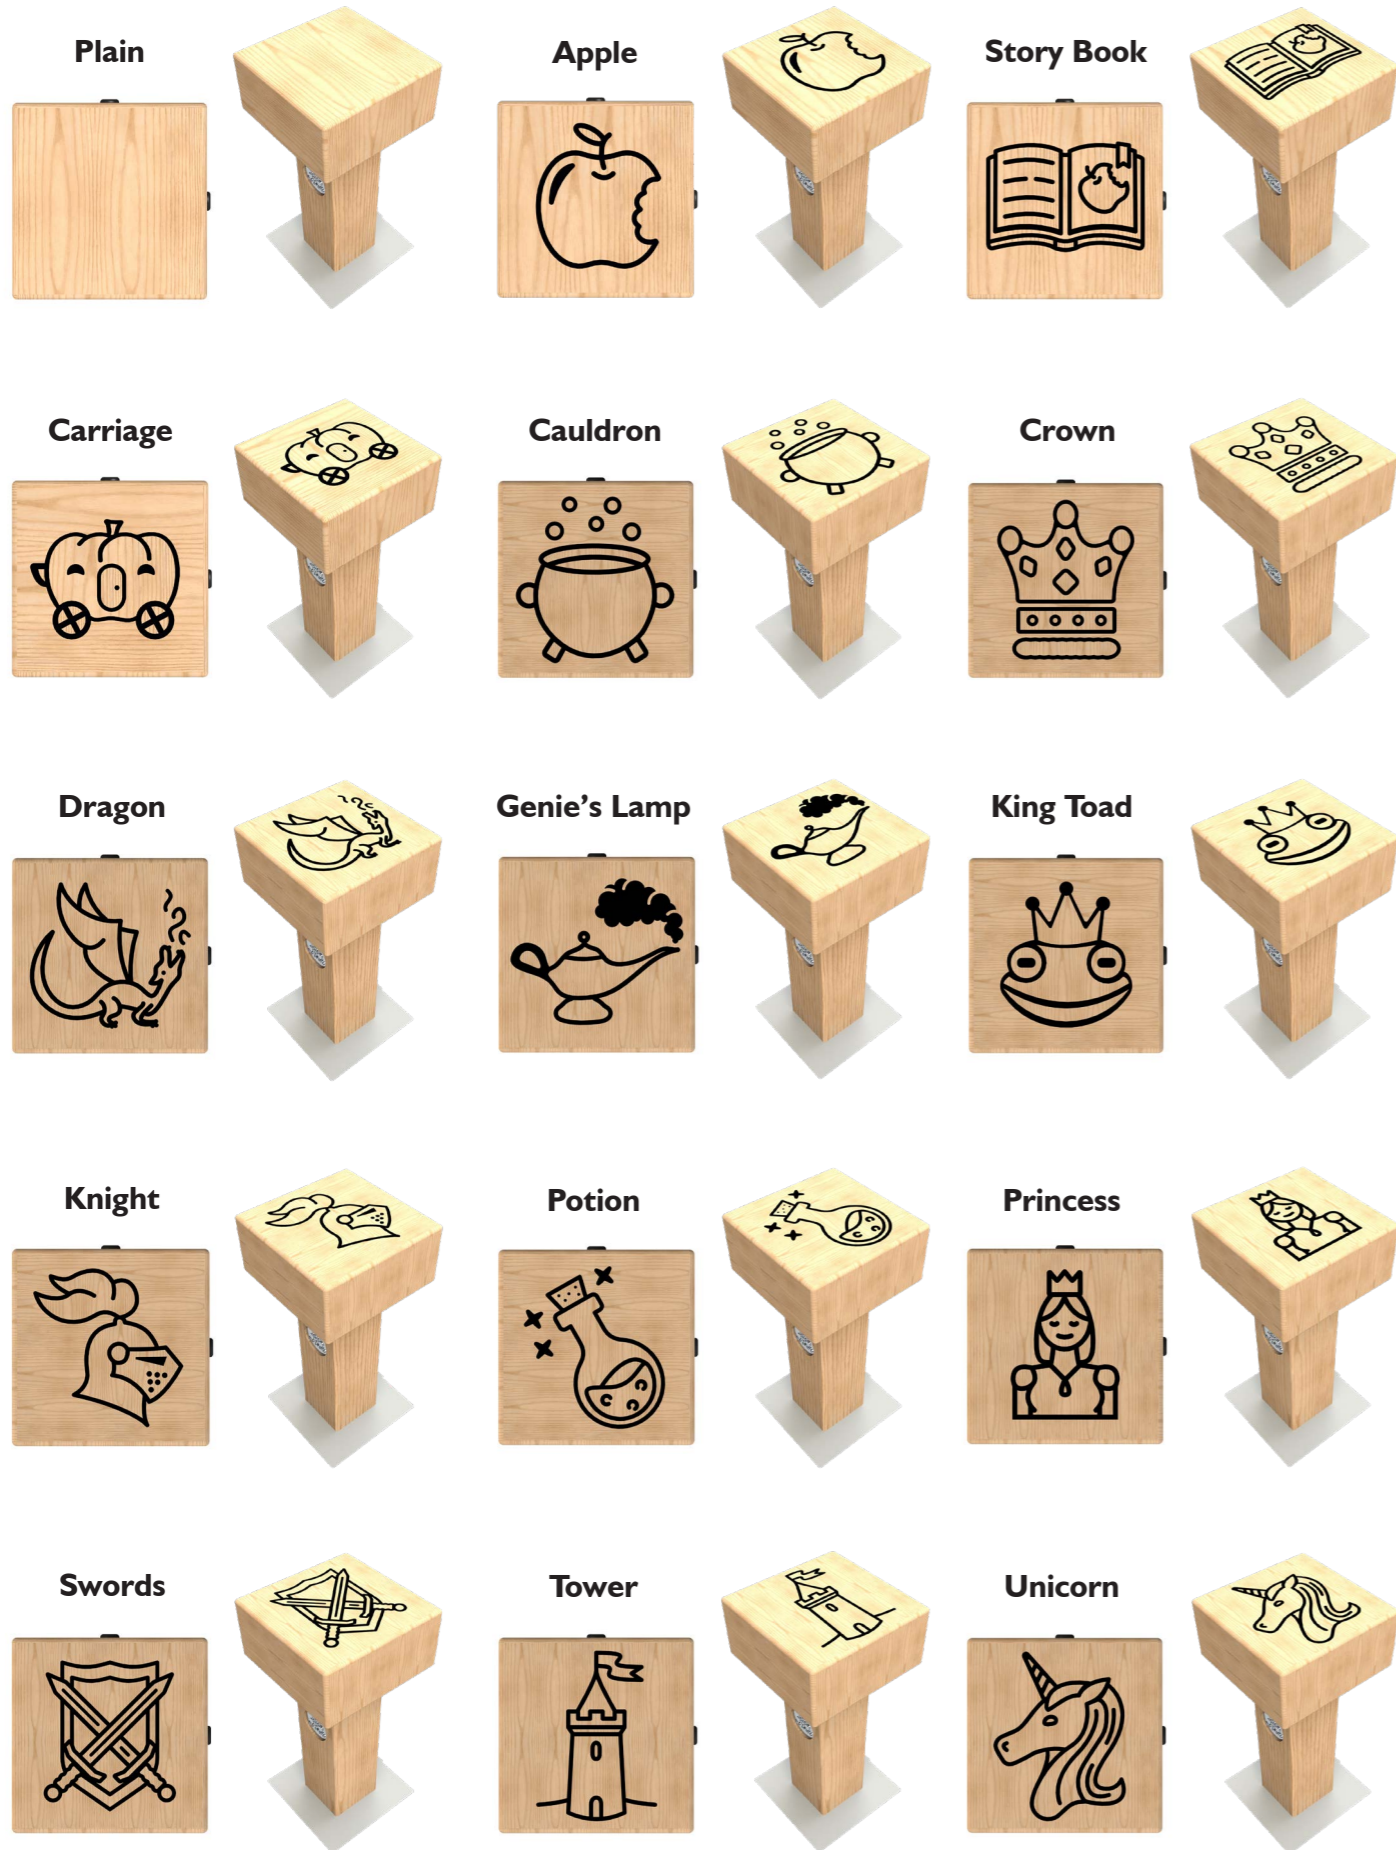 Plain
Apple
Story Book
Carriage
Cauldron
Crown
Dragon
Genie's Lamp
King Toad
Knight
Potion
Princess
Swords
Tower
Unicorn